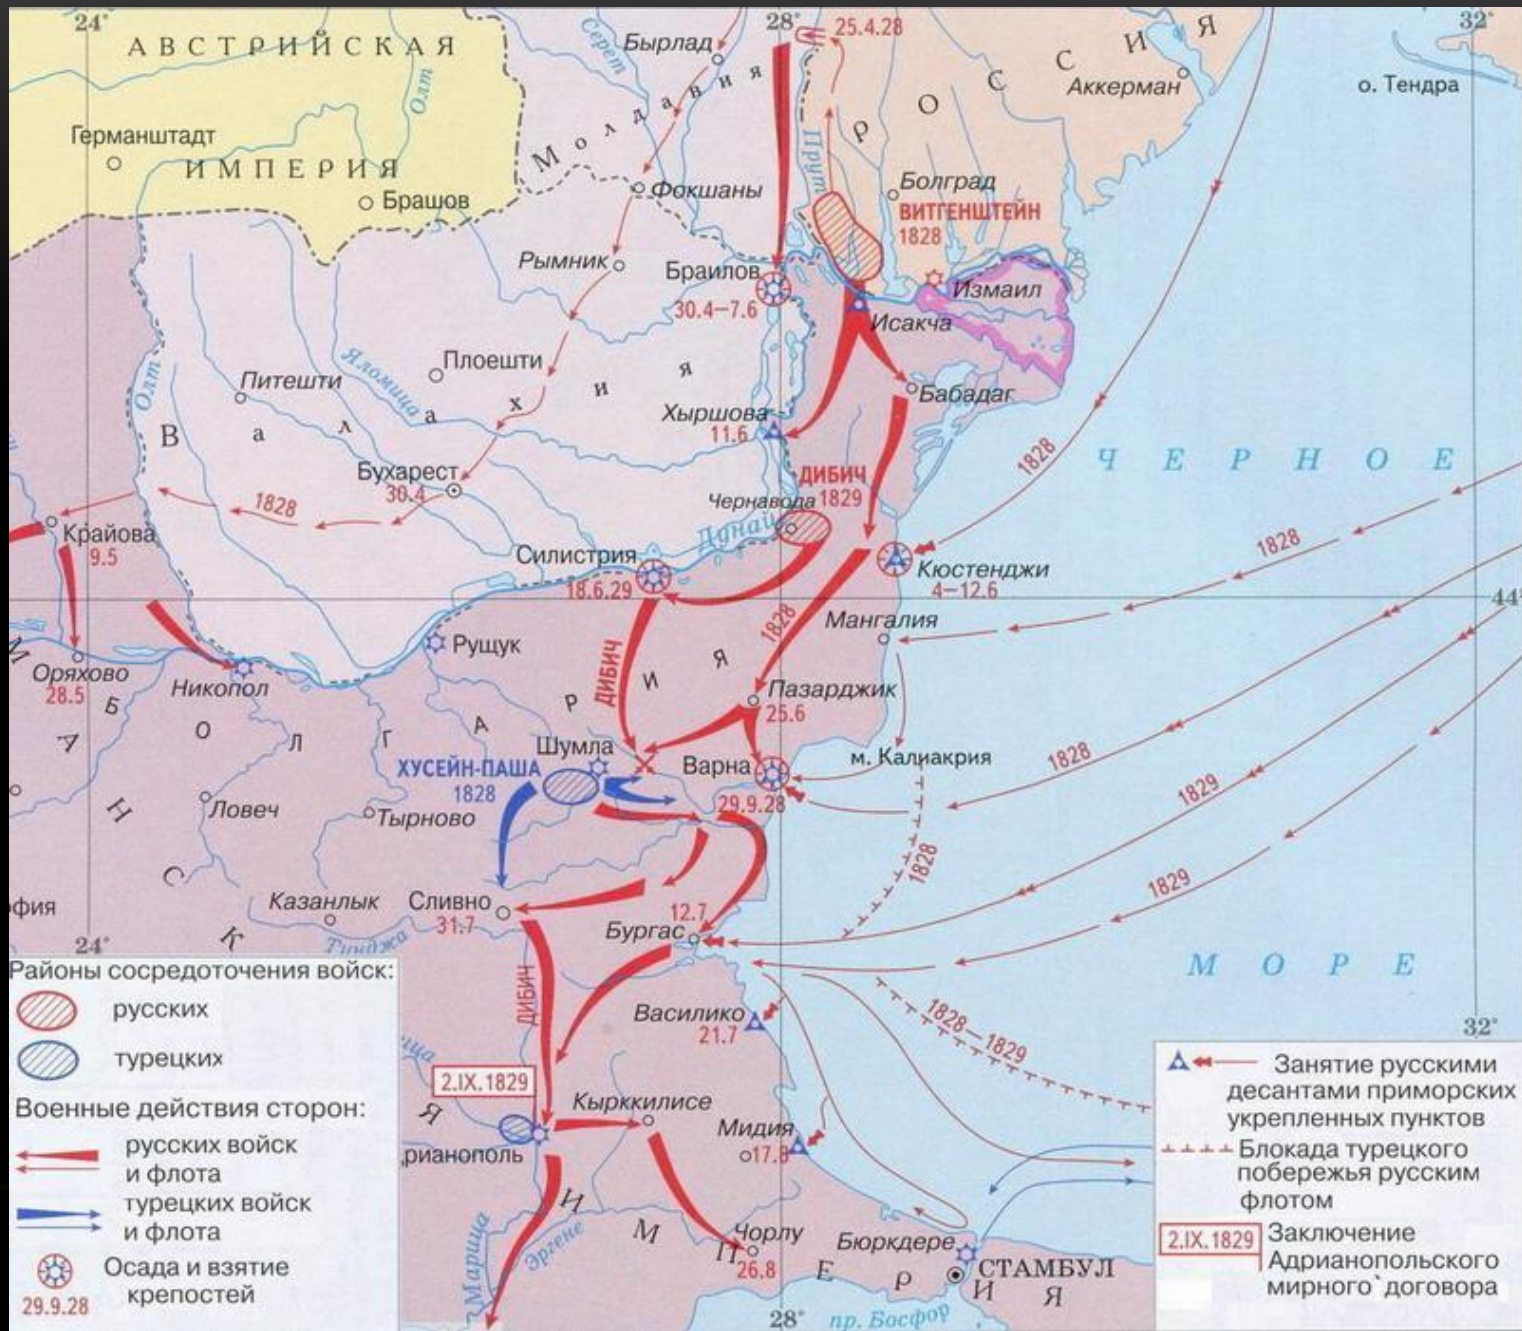 24°
28°
32°
АВСТРИЙСКАЯ
ИМПЕРИЯ
Олт
Германштадт
Брашов
Серет
Бырлад
Молдавия
Фокшаны
Рымник
25.4.28
Прут
РОССИЯ
Аккерман
о. Тендра
Болград
ВИТГЕНШТЕЙН
1828
Измаил
Браилов
30.4–7.6
Исакча
Бабадаг
Плоешти
Питешти
Яломица
Олт
Валахия
Хыршова
11.6
1828
ЧЕРНОЕ
Бухарест
30.4
1828
ДИБИЧ
1829
Чернавода
Дунай
Крайова
9.5
Силистрия
18.6.29
Кюстенджи
4–12.6
1828
44°
Мангалия
1828
Рущук
Оряхово
28.5
Никопол
ДИБИЧ
БОЛГАРИЯ
Пазарджик
25.6
Шумла
ХУСЕЙН-ПАША
1828
Варна
29.9.28
м. Калиакрия
1828
1829
1828
1829
Ловеч
Тырново
Казанлык
Сливно
31.7
12.7
Бургас
фия
24°
Тунджа
МОРЕ
ДИБИЧ
Василико
21.7
1828–1829
32°
2.IX.1829
Кырккилисе
Мидия
17.8
дрианополь
ИМПЕРИЯ
Марица
Эргене
Чорлу
26.8
Бюркдере
СТАМБУЛ
28°
пр. Босфор
Районы сосредоточения войск:
русских
турецких
Военные действия сторон:
русских войск
и флота
турецких войск
и флота
Осада и взятие
крепостей
29.9.28
Занятие русскими
десантами приморских
укрепленных пунктов
Блокада турецкого
побережья русским
флотом
2.IX.1829
Заключение
Адрианопольского
мирного договора